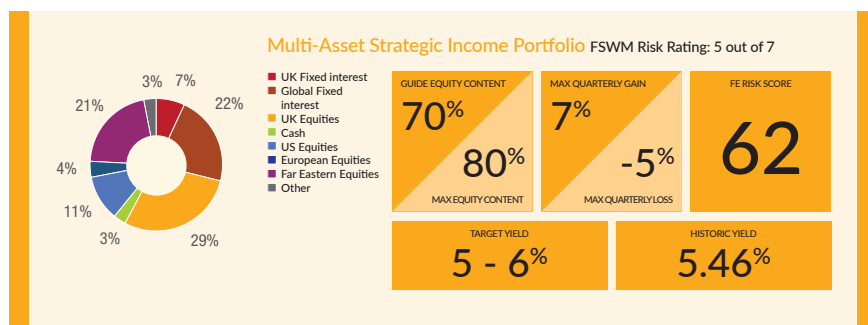 Multi-Asset Strategic Income Portfolio FSWM Risk Rating: 5 out of 7
3% 7%
22%
21%
4%
11%
3%
29%
UK Fixed interest
Global Fixed
interest
UK Equities
Cash
US Equities
European Equities
Far Eastern Equities
Other
GUIDE EQUITY CONTENT
70%
80%
MAX EQUITY CONTENT
MAX QUARTERLY GAIN
7%
-5%
MAX QUARTERLY LOSS
FE RISK SCORE
62
TARGET YIELD
5 - 6%
HISTORIC YIELD
5.46%